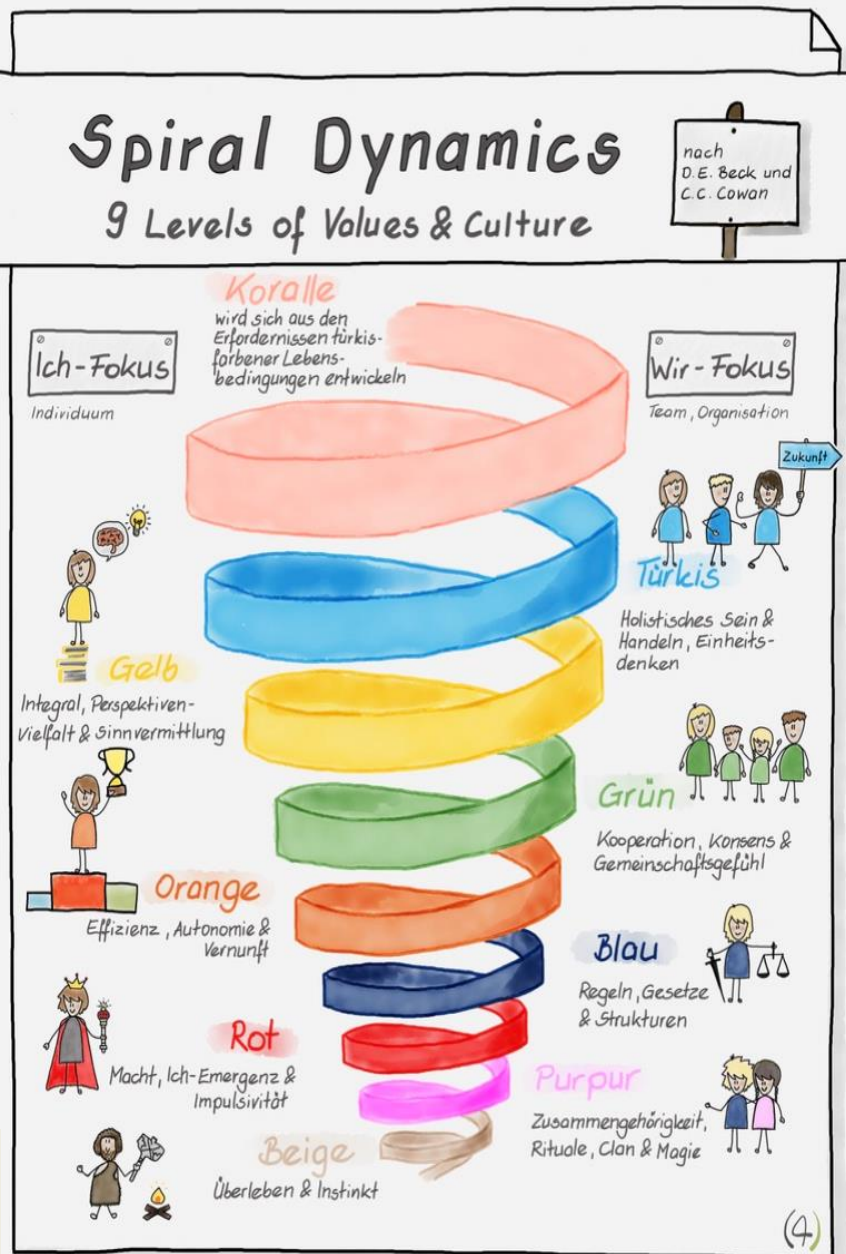 Spiral Dynamics
9 Levels of Values & Culture
nach
D.E. Beck und
C.C. Cowan
Koralle
wird sich aus den
Erfordernissen türkis-
farbener Lebens-
bedingungen entwickeln
Ich-Fokus
Individuum
Wir-Fokus
Team, Organisation
Zukunft
Türkis
Holistisches Sein &
Handeln, Einheits-
denken
Gelb
Integral, Perspektiven-
vielfalt & Sinnvermittlung
Grün
Kooperation, Konsens &
Gemeinschaftsgefühl
Orange
Effizienz, Autonomie &
Vernunft
Blau
Regeln, Gesetze
& Strukturen
Rot
Macht, Ich-Emergenz &
Impulsivität
Purpur
Zusammengehörigkeit,
Rituale, Clan & Magie
Beige
Überleben & Instinkt
(4)